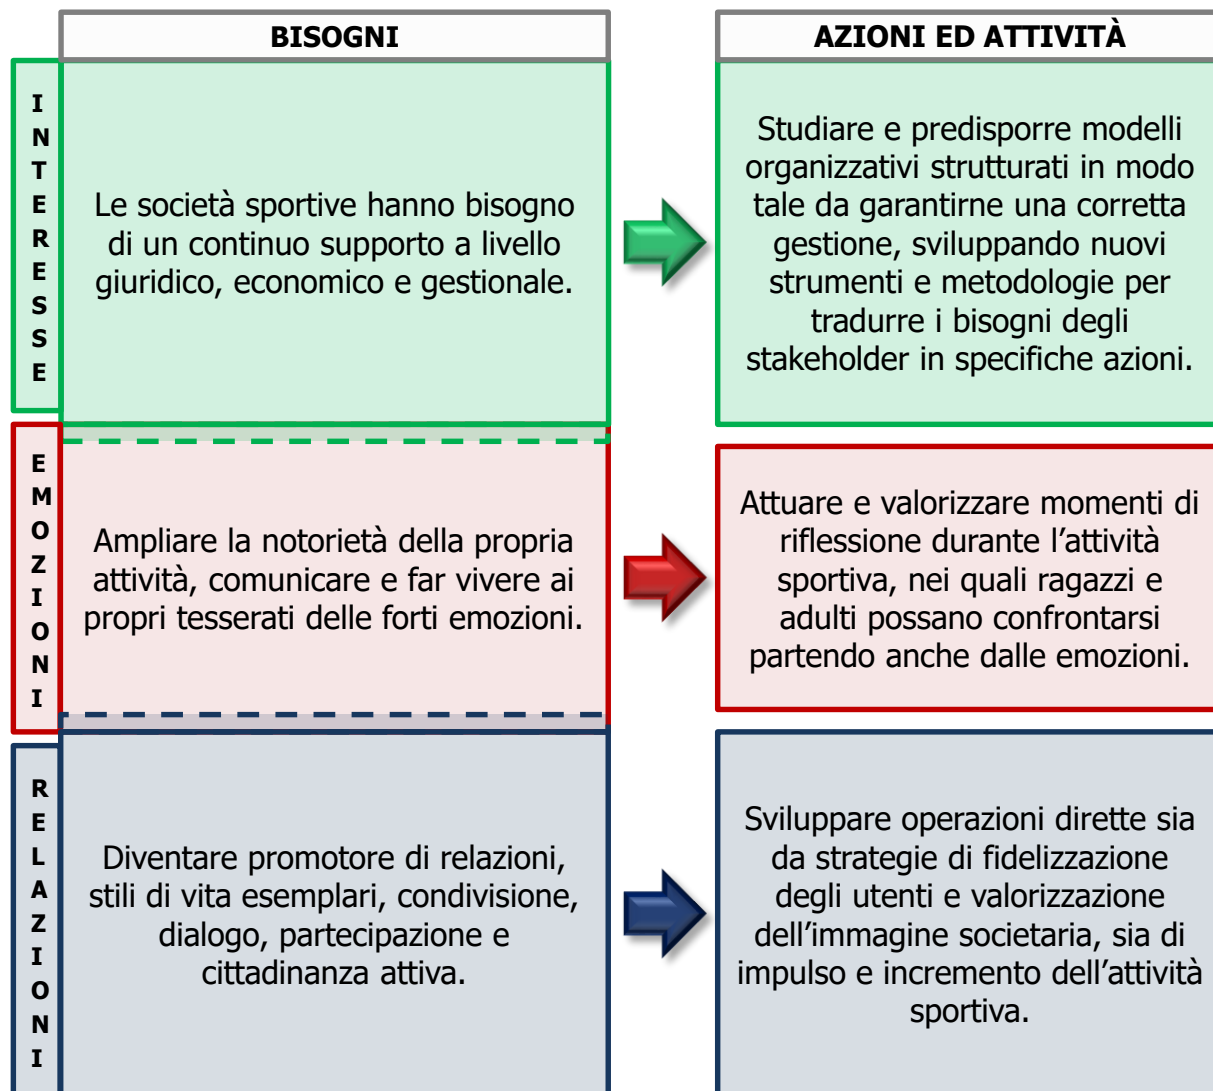 BISOGNI
AZIONI ED ATTIVITÀ
INTERESSE
Le società sportive hanno bisogno
di un continuo supporto a livello
giuridico, economico e gestionale.
Studiare e predisporre modelli
organizzativi strutturati in modo
tale da garantirne una corretta
gestione, sviluppando nuovi
strumenti e metodologie per
tradurre i bisogni degli
stakeholder in specifiche azioni.
EMOZIONI
Ampliare la notorietà della propria
attività, comunicare e far vivere ai
propri tesserati delle forti emozioni.
Attuare e valorizzare momenti di
riflessione durante l’attività
sportiva, nei quali ragazzi e
adulti possano confrontarsi
partendo anche dalle emozioni.
RELAZIONI
Diventare promotore di relazioni,
stili di vita esemplari, condivisione,
dialogo, partecipazione e
cittadinanza attiva.
Sviluppare operazioni dirette sia
da strategie di fidelizzazione
degli utenti e valorizzazione
dell’immagine societaria, sia di
impulso e incremento dell’attività
sportiva.